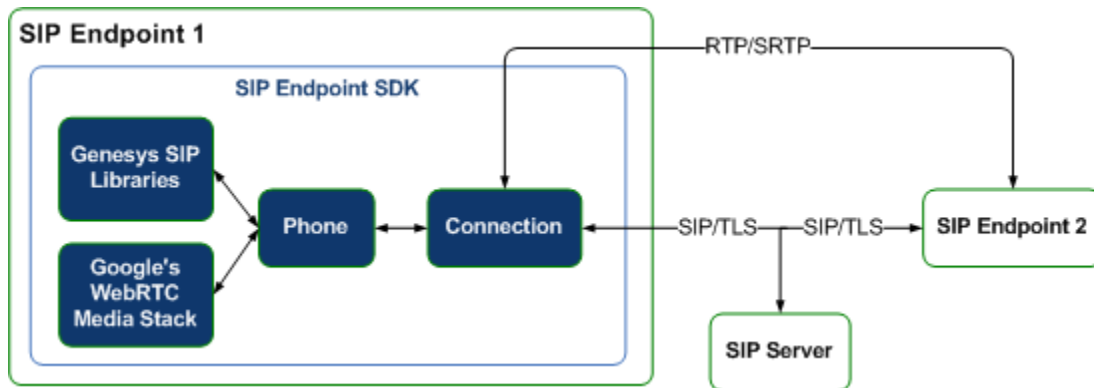 SIP Endpoint 1
RTP/SRTP
SIP Endpoint SDK
Genesys SIP
Libraries
Phone
Connection
SIP/TLS
SIP/TLS
SIP Endpoint 2
Google's
WebRTC
Media Stack
SIP Server